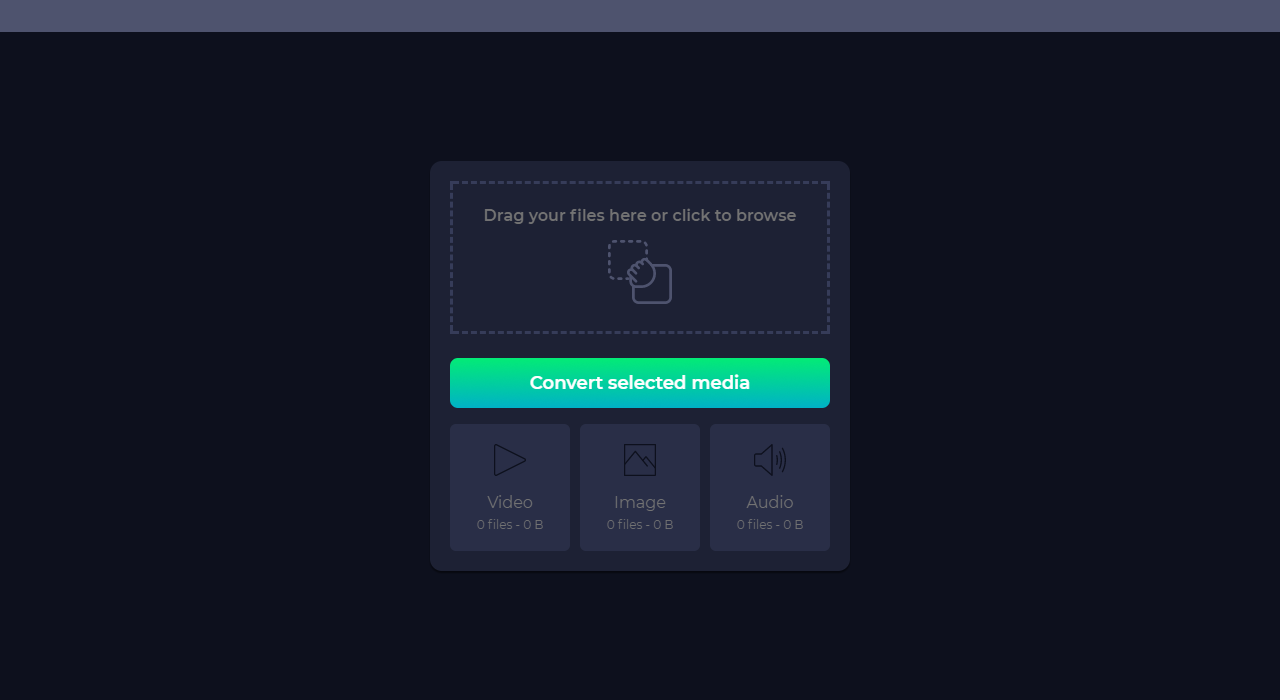 Drag your files here or click to browse
Convert selected media
Video
0 files - 0 B
Image
0 files - 0 B
Audio
0 files - 0 B